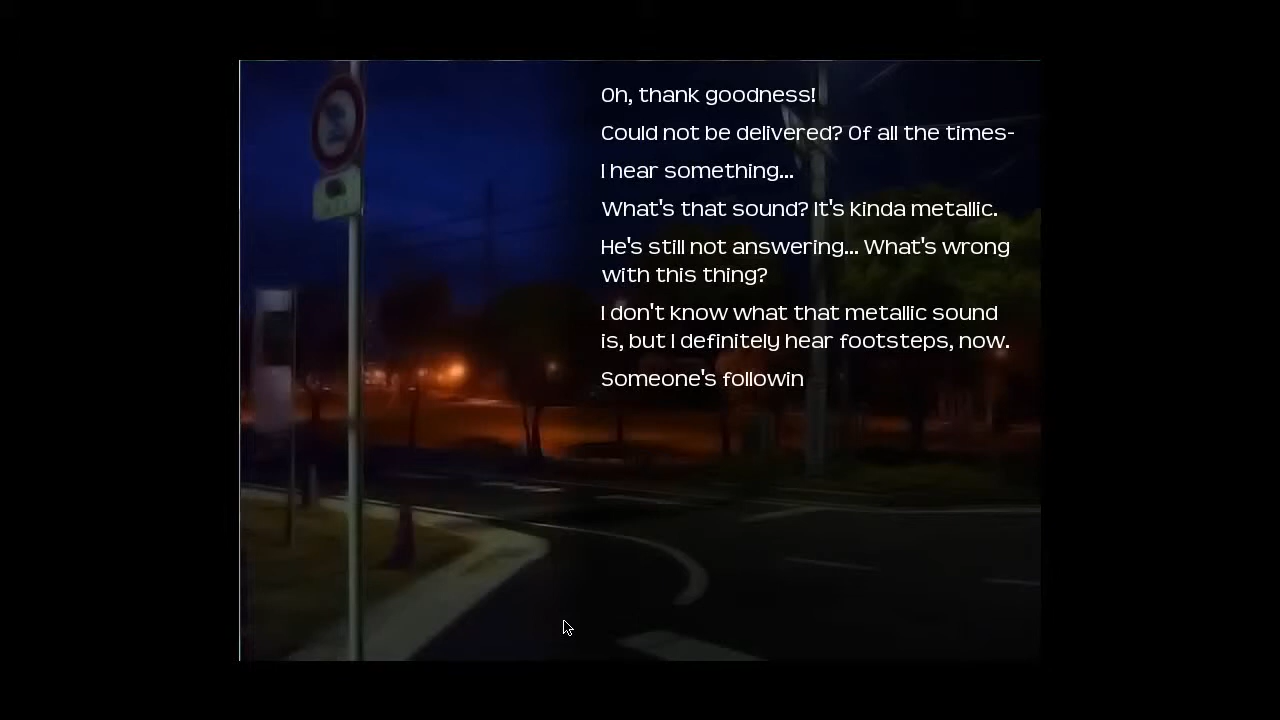 Oh, thank goodness!
Could not be delivered? Of all the times-
I hear something...
What's that sound? It's kinda metallic.
He's still not answering... What's wrong
with this thing?
I don't know what that metallic sound
is, but I definitely hear footsteps, now.
Someone's followin